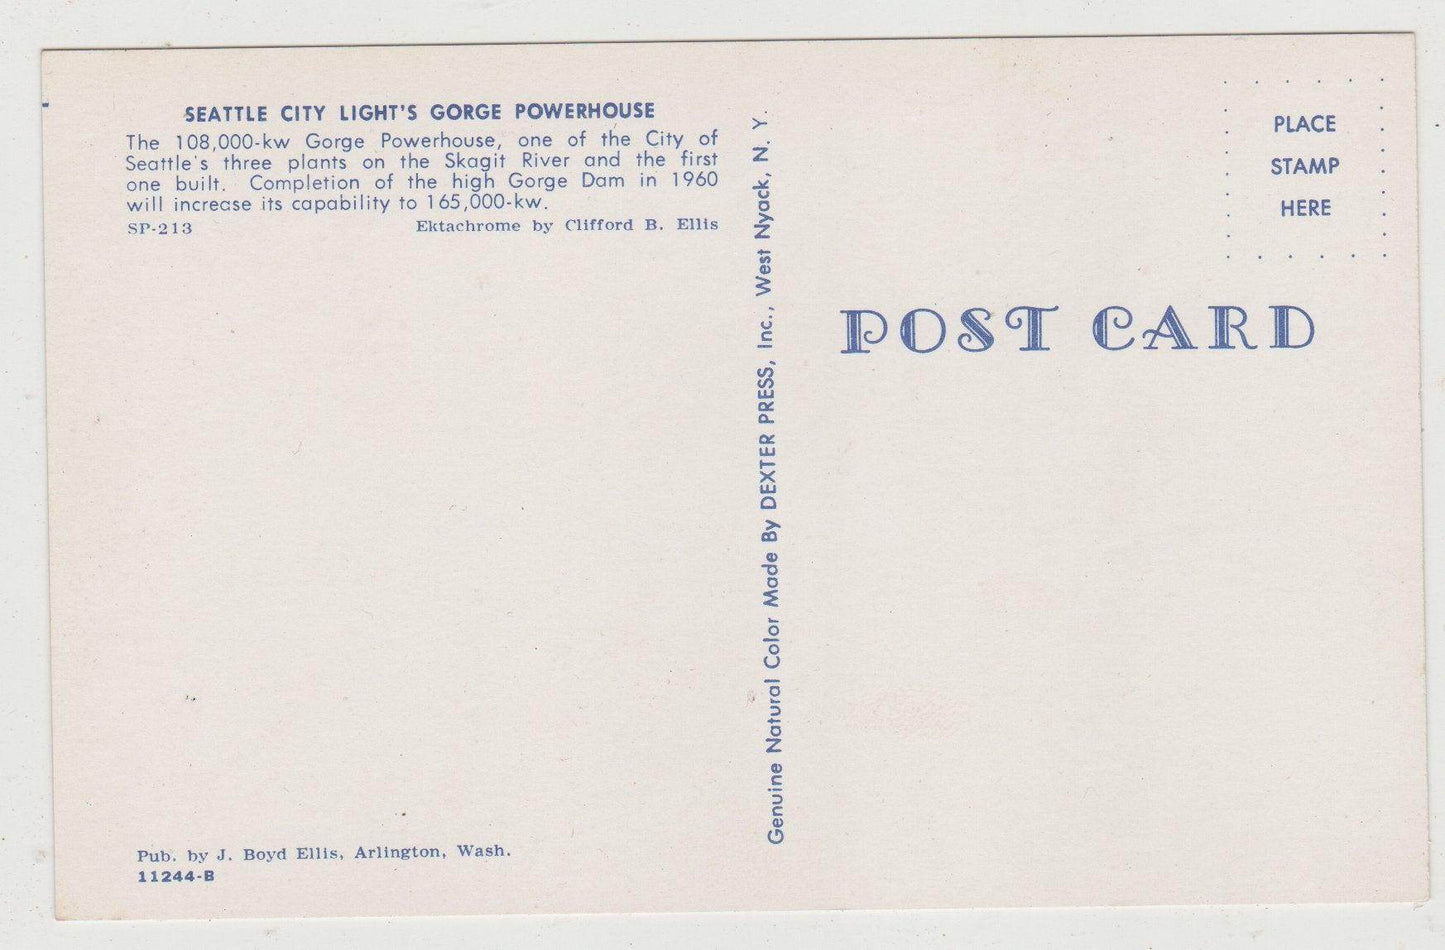 SEATTLE CITY LIGHT'S GORGE POWERHOUSE
The 108,000-kw Gorge Powerhouse, one of the City of
Seattle's three plants on the Skagit River and the first
one built. Completion of the high Gorge Dam in 1960
will increase its capability to 165,000-kw.
SP-213 Ektachrome by Clifford B. Ellis
Pub. by J. Boyd Ellis, Arlington, Wash.
11244-B
Genuine Natural Color Made By DEXTER PRESS, Inc., West Nyack, N. Y.
PLACE
STAMP
HERE
POST CARD